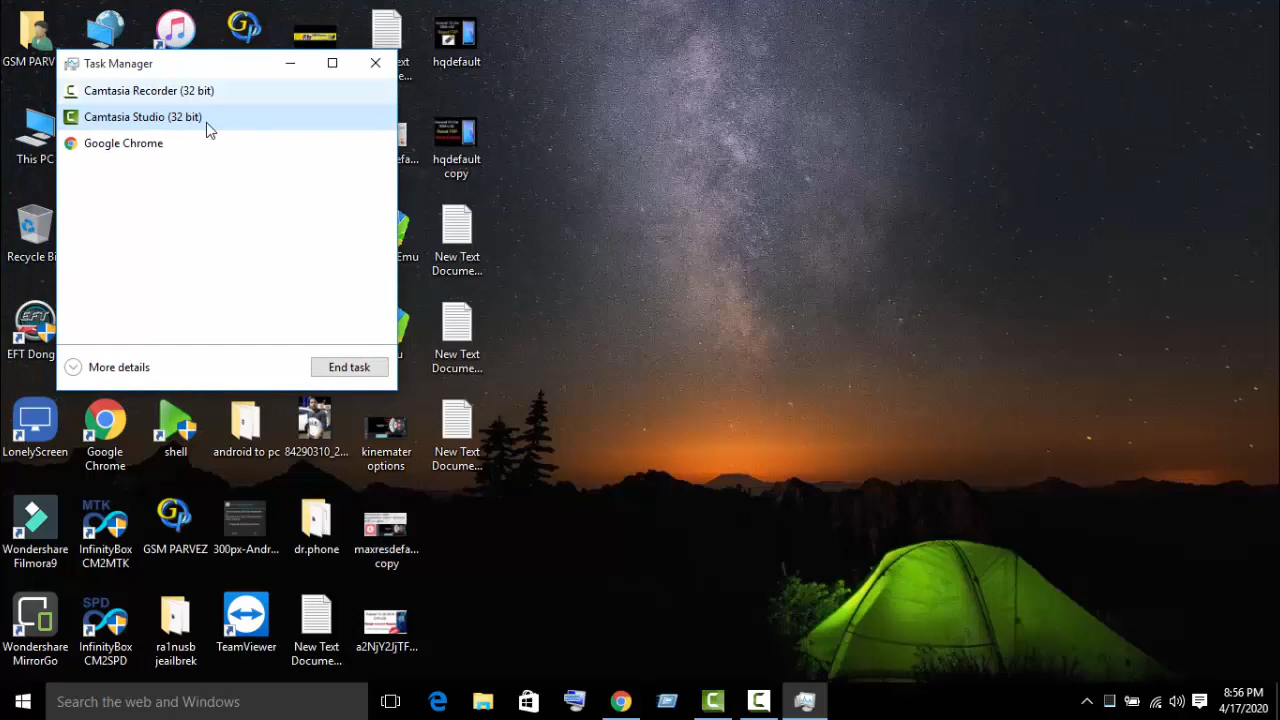 GSM PARV
hqdefault
Task Manager
Camtasia Recorder (32 bit)
Camtasia Studio (32 bit)
Google Chrome
More details
End task
This PC
hqdefault
copy
Recycle Bi
Emu
New Text
Docume...
EFT Dong
New Text
Docume...
LonelyScreen
Google
Chrome
shell
android to pc
84290310_2...
kinemater
options
New Text
Docume...
Wondershare
Filmora9
MTK
InfinityBox
CM2MTK
GSM PARVEZ
300px-Andr...
dr.phone
maxresdefa...
copy
Wondershare
MirrorGo
SPD
InfinityBox
CM2SPD
ra1nusb
jeailbrek
TeamViewer
New Text
Docume...
a2NjY2JjTF...
Search the web and Windows
8:56 PM
4/17/2020